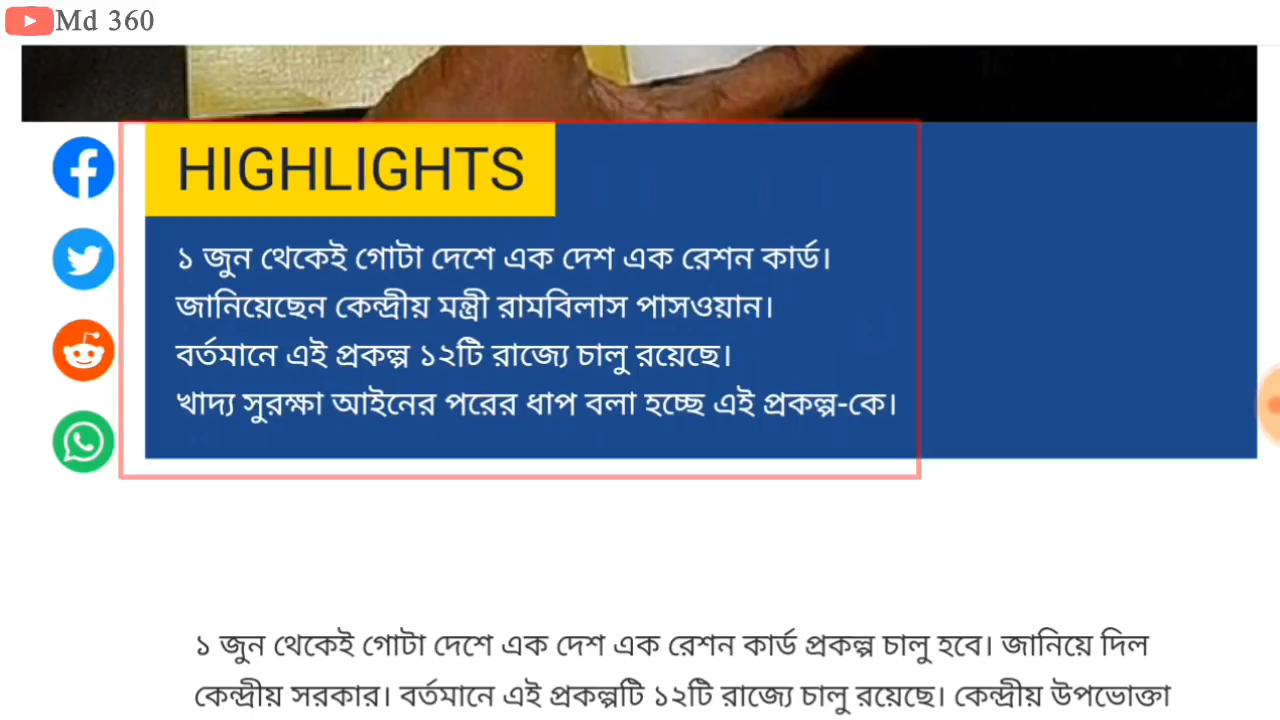 Md 360
HIGHLIGHTS
১ জুন থেকেই গোটা দেশে এক দেশ এক রেশন কার্ড।
জানিয়েছেন কেন্দ্রীয় মন্ত্রী রামবিলাস পাসওয়ান।
বর্তমানে এই প্রকল্প ১২টি রাজ্যে চালু রয়েছে।
খাদ্য সুরক্ষা আইনের পরের ধাপ বলা হচ্ছে এই প্রকল্প-কে।
১ জুন থেকেই গোটা দেশে এক দেশ এক রেশন কার্ড প্রকল্প চালু হবে। জানিয়ে দিল
কেন্দ্রীয় সরকার। বর্তমানে এই প্রকল্পটি ১২টি রাজ্যে চালু রয়েছে। কেন্দ্রীয় উপভোক্তা